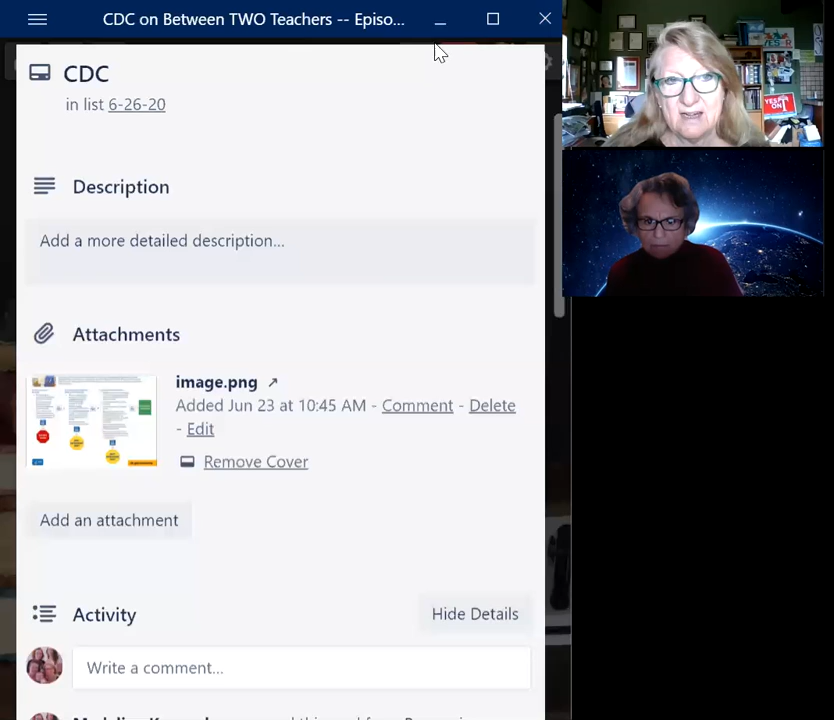 CDC on Between TWO Teachers -- Episo...
CDC
in list 6-26-20
Description
Add a more detailed description...
Attachments
image.png ↗
Added Jun 23 at 10:45 AM - Comment - Delete
- Edit
Remove Cover
Add an attachment
Activity
Hide Details
Write a comment...